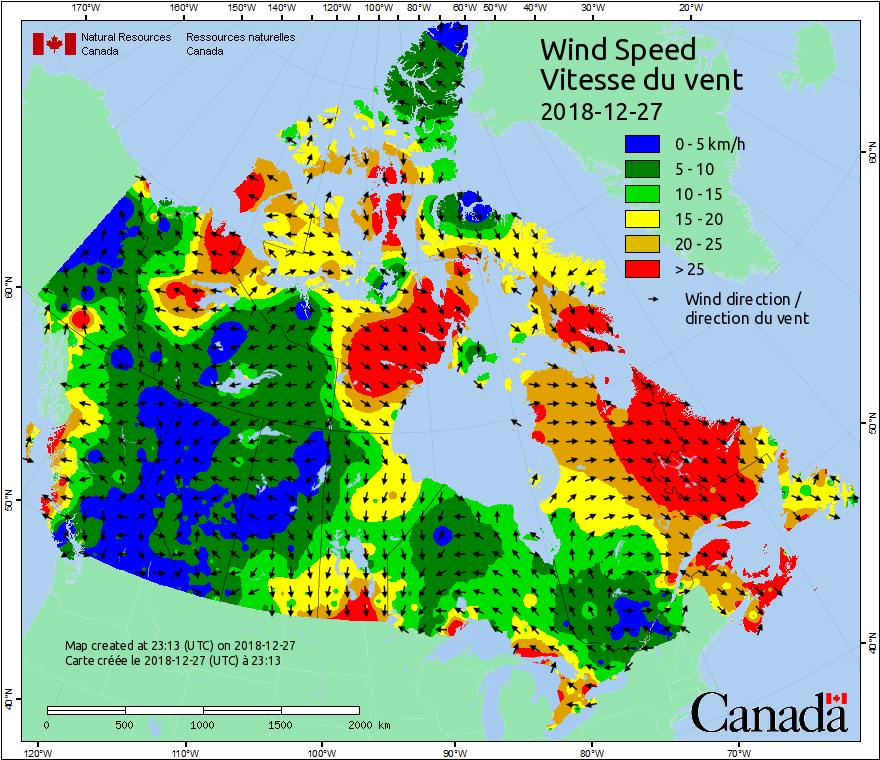 170°W 160°W 150°W 140°W 120°W 100°W 80°W 60°W 50°W 40°W 30°W 20°W
Natural Resources Ressources naturelles
Canada Canada
Wind Speed
Vitesse du vent
2018-12-27
0 - 5 km/h
5 - 10
10 - 15
15 - 20
20 - 25
> 25
Wind direction /
direction du vent
60°N 60°N
50°N 50°N
40°N 40°N
Map created at 23:13 (UTC) on 2018-12-27
Carte créée le 2018-12-27 (UTC) à 23:13
0 500 1000 1500 2000 km
Canada
120°W 110°W 100°W 90°W 80°W 70°W